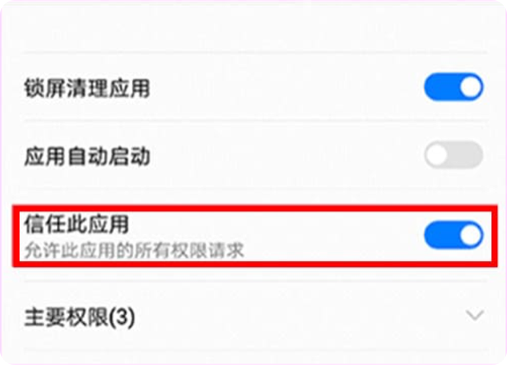 锁屏清理应用
应用自动启动
信任此应用
允许此应用的所有权限请求
主要权限(3)